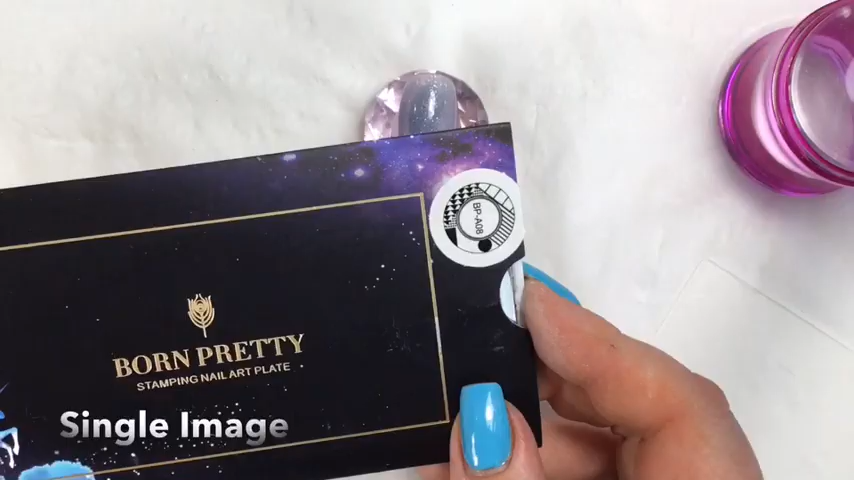 BP-A08
BORN PRETTY
STAMPING NAIL ART PLATE
Single Image